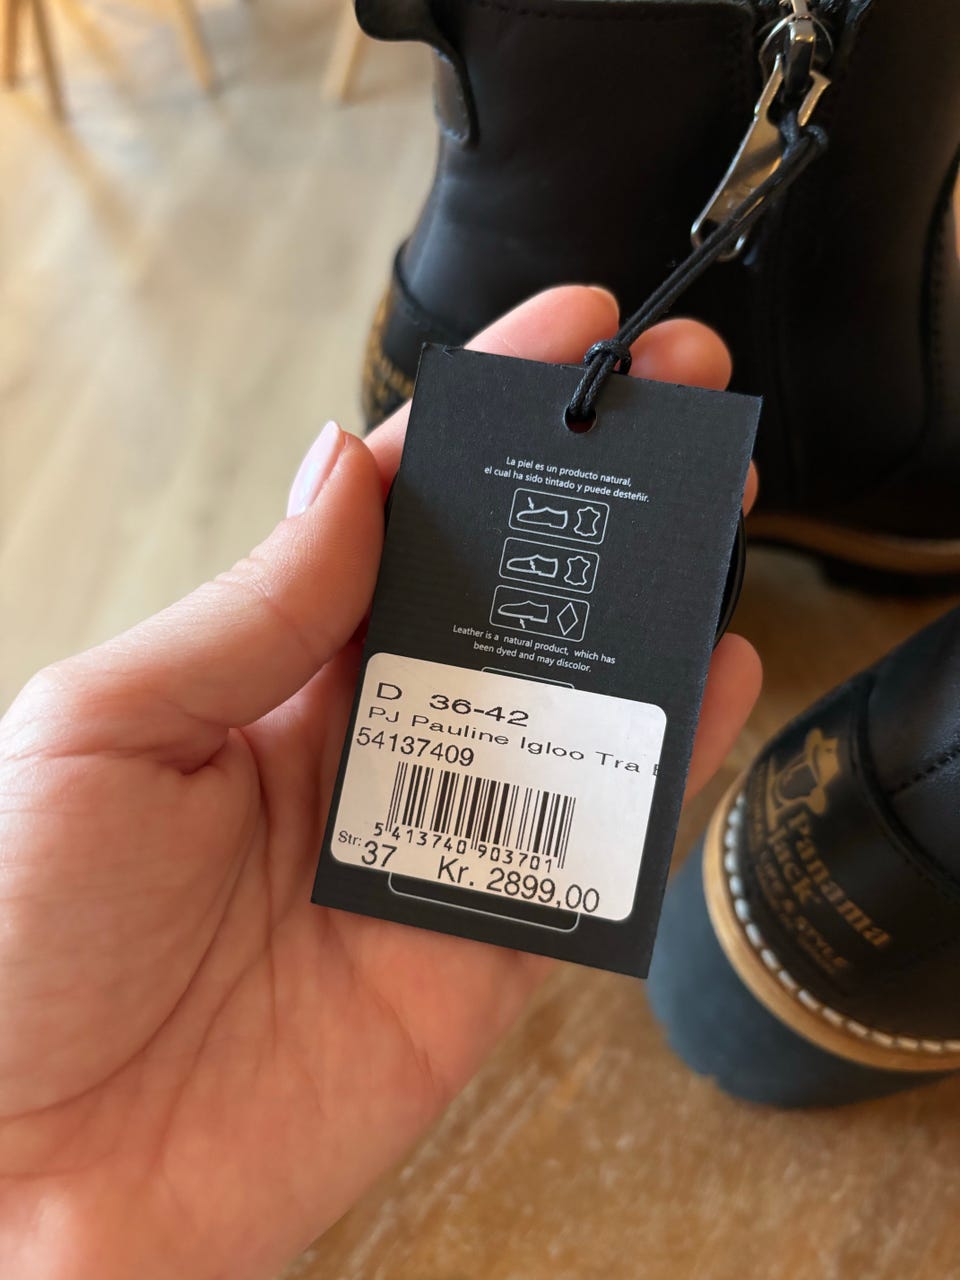 La piel es un producto natural,
el cual ha sido tintado y puede desteñir.
Leather is a natural product, which has
been dyed and may discolor.
D 36-42
PJ Pauline Igloo Tra
54137409
5 413740 903701
Str: 37 Kr. 2899,00
Panama
Jack